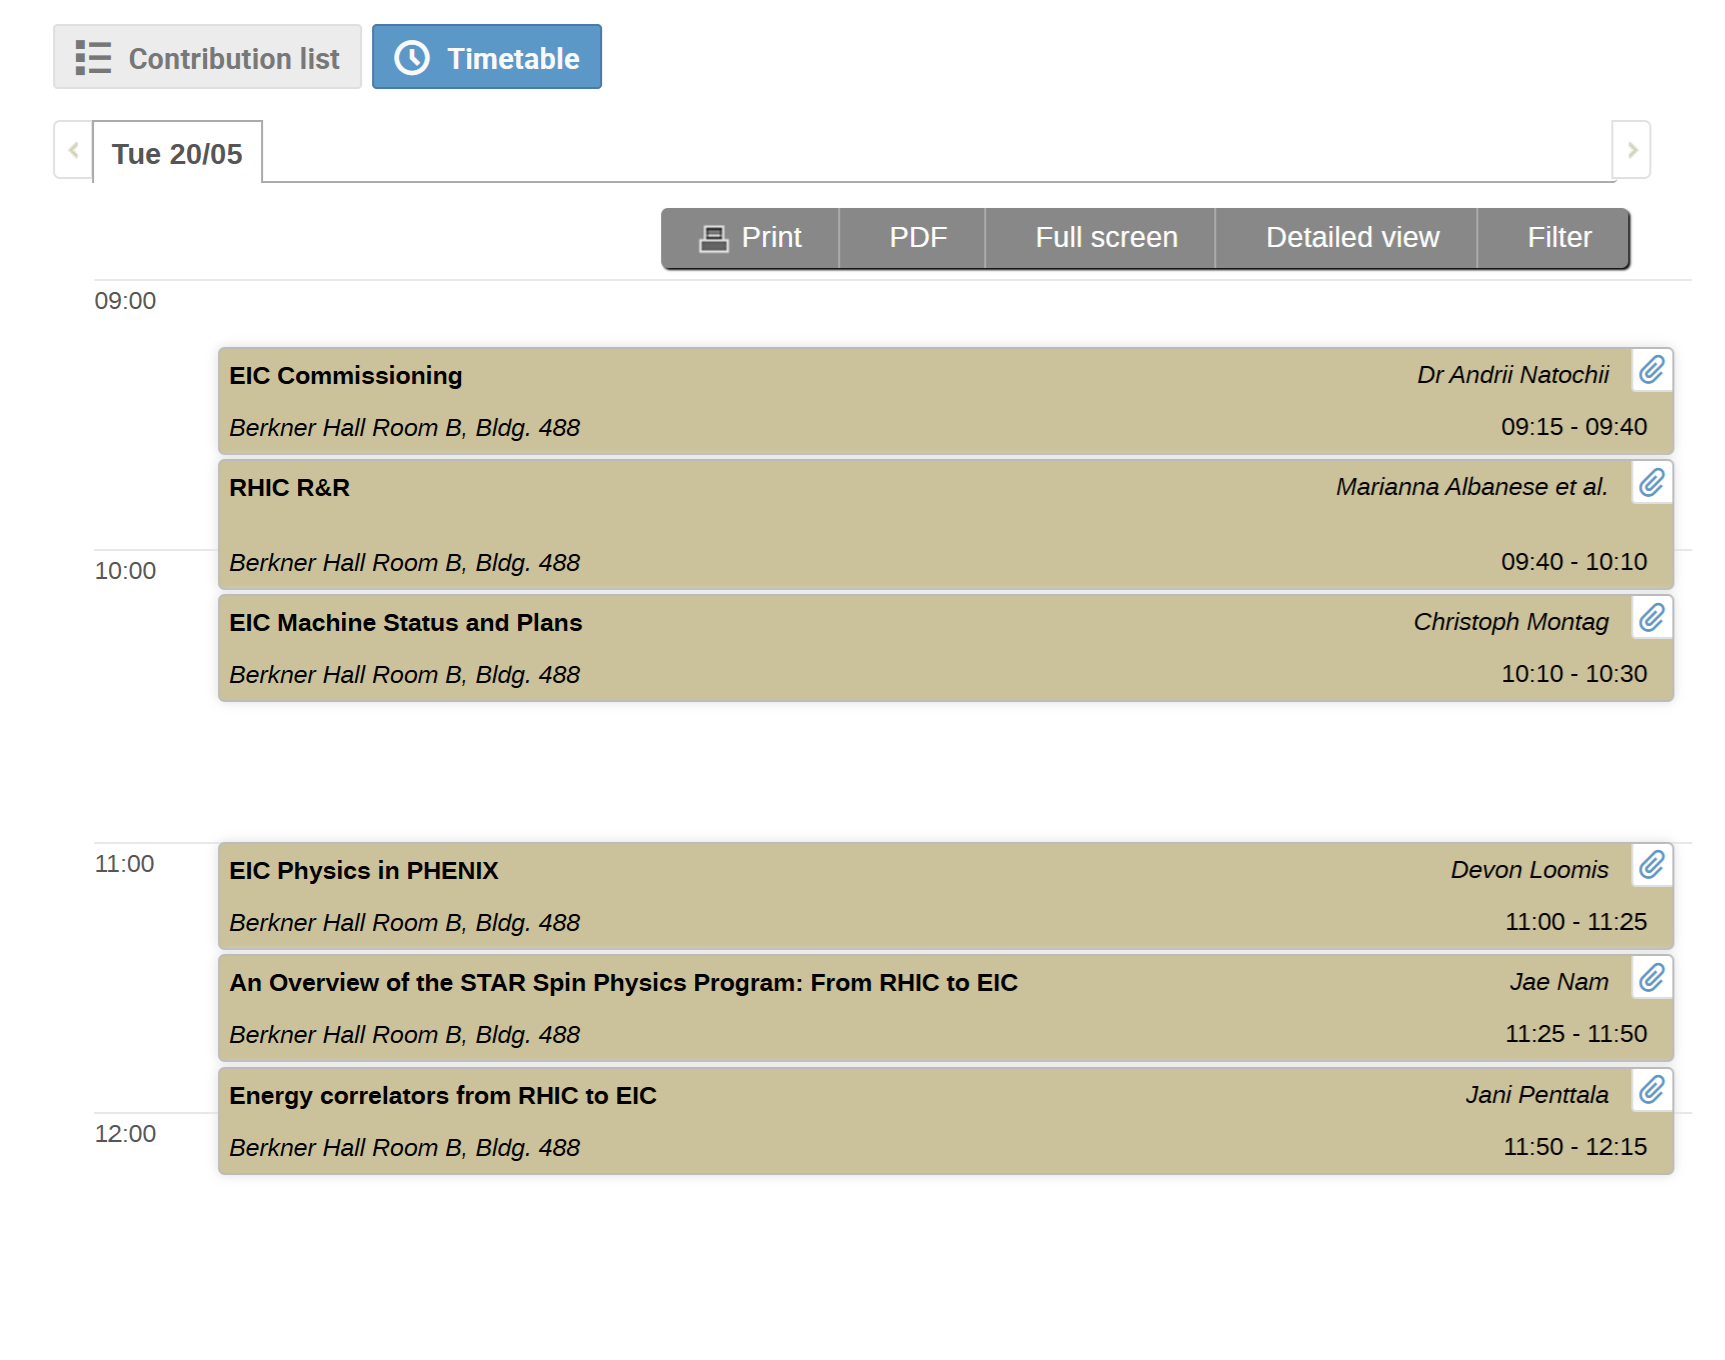 Contribution list Timetable
Tue 20/05
Print PDF Full screen Detailed view Filter
09:00
EIC Commissioning Dr Andrii Natochii
Berkner Hall Room B, Bldg. 488 09:15 - 09:40
RHIC R&R Marianna Albanese et al.
Berkner Hall Room B, Bldg. 488 09:40 - 10:10
10:00
EIC Machine Status and Plans Christoph Montag
Berkner Hall Room B, Bldg. 488 10:10 - 10:30
11:00
EIC Physics in PHENIX Devon Loomis
Berkner Hall Room B, Bldg. 488 11:00 - 11:25
An Overview of the STAR Spin Physics Program: From RHIC to EIC Jae Nam
Berkner Hall Room B, Bldg. 488 11:25 - 11:50
Energy correlators from RHIC to EIC Jani Penttala
12:00
Berkner Hall Room B, Bldg. 488 11:50 - 12:15